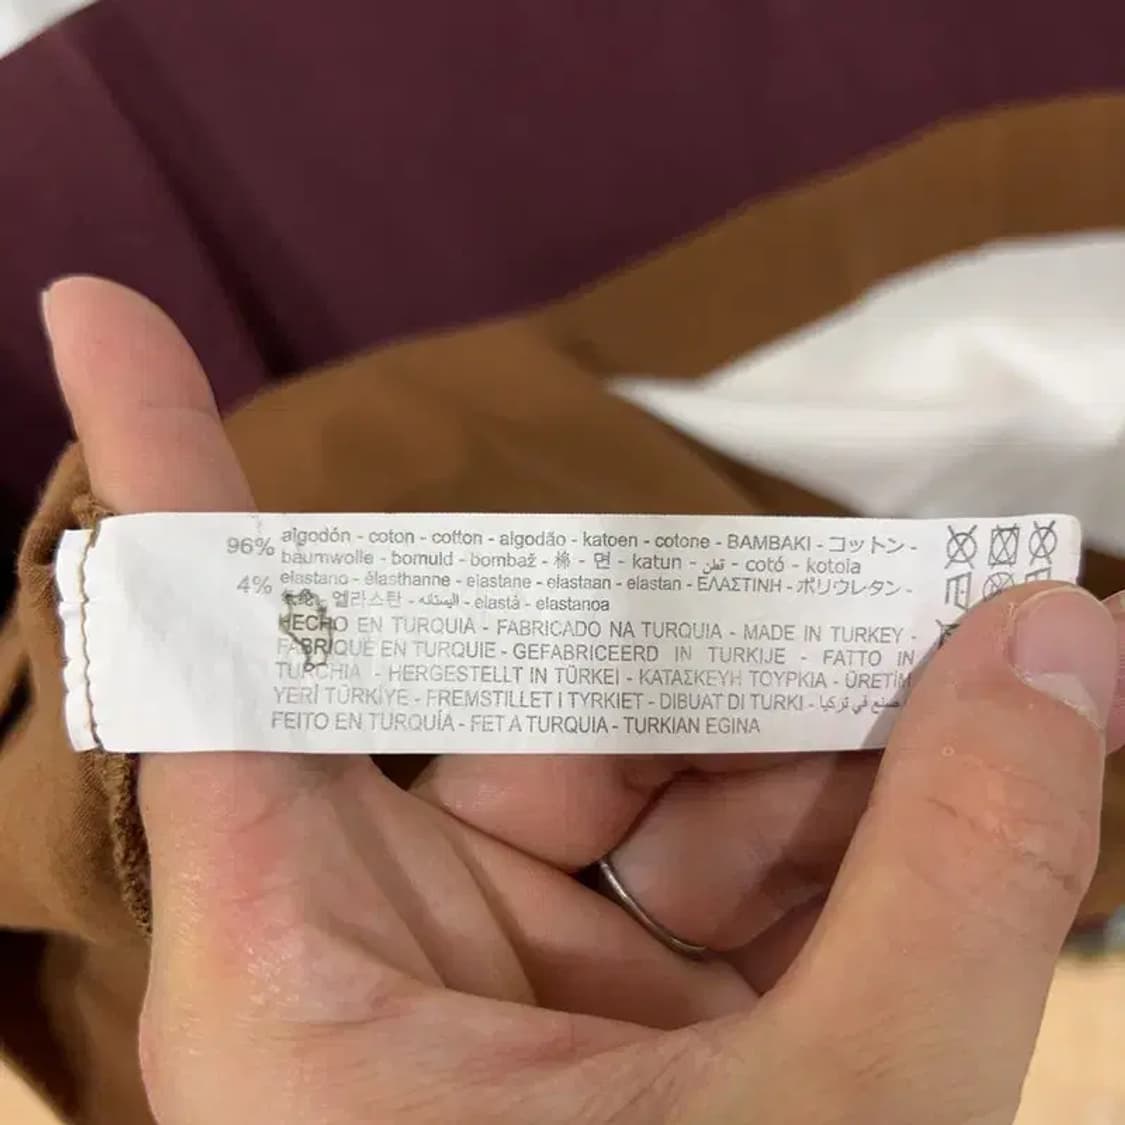 96% algodón - coton - cotton - algodão - katoen - cotone - BAMBAKI - コットン -
baumwolle - bomuld - bombaž - 棉 - 면 - katun - قطن - cotó - kotoia
4% elastano - élasthanne - elastane - elastaan - elastan - ΕΛΑΣΤΙΝΗ - ポリウレタン -
엘라스탄 - الیستانه - elastà - elastanoa
HECHO EN TURQUIA - FABRICADO NA TURQUIA - MADE IN TURKEY -
FABRIQUÉ EN TURQUIE - GEFABRICEERD IN TURKIJE - FATTO IN
TURCHIA - HERGESTELLT IN TÜRKEI - ΚΑΤΑΣΚΕΥΗ ΤΟΥΡΚΙΑ - ÜRETİM
YERİ TÜRKİYE - FREMSTILLET I TYRKIET - DIBUAT DI TURKI - صنع في تركيا
FEITO EN TURQUÍA - FET A TURQUIA - TURKIAN EGINA